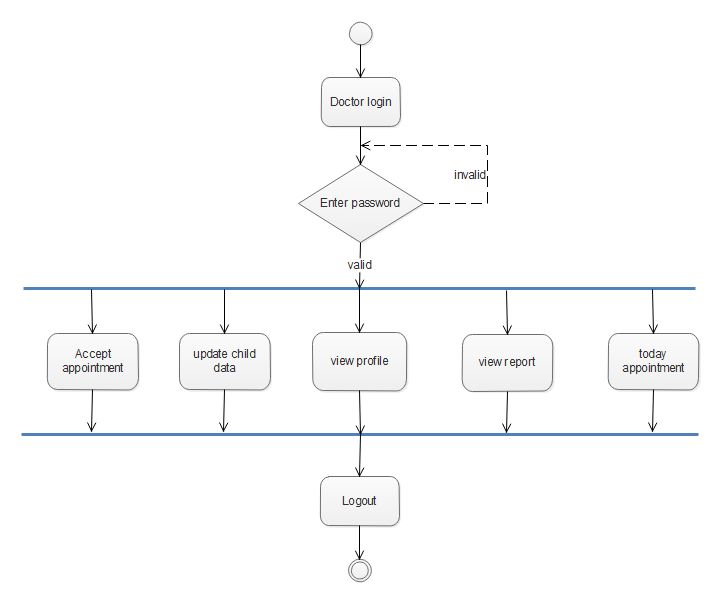 Doctor login
invalid
Enter password
valid
Accept
appointment
update child
data
view profile
view report
today
appointment
Logout